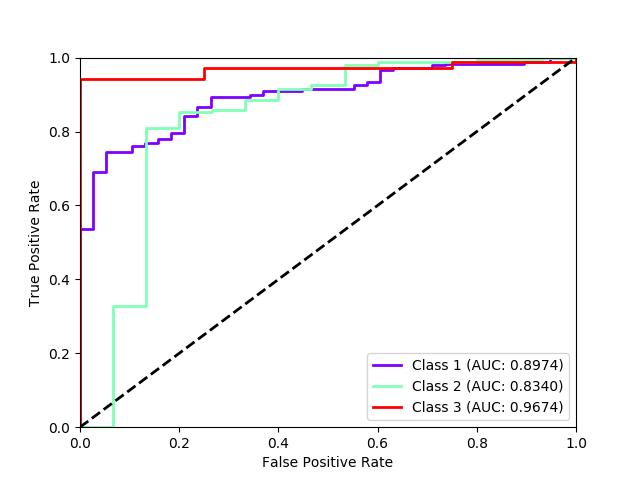 1.0
0.8
0.6
0.4
0.2
0.0
True Positive Rate
Class 1 (AUC: 0.8974)
Class 2 (AUC: 0.8340)
Class 3 (AUC: 0.9674)
0.0 0.2 0.4 0.6 0.8 1.0
False Positive Rate